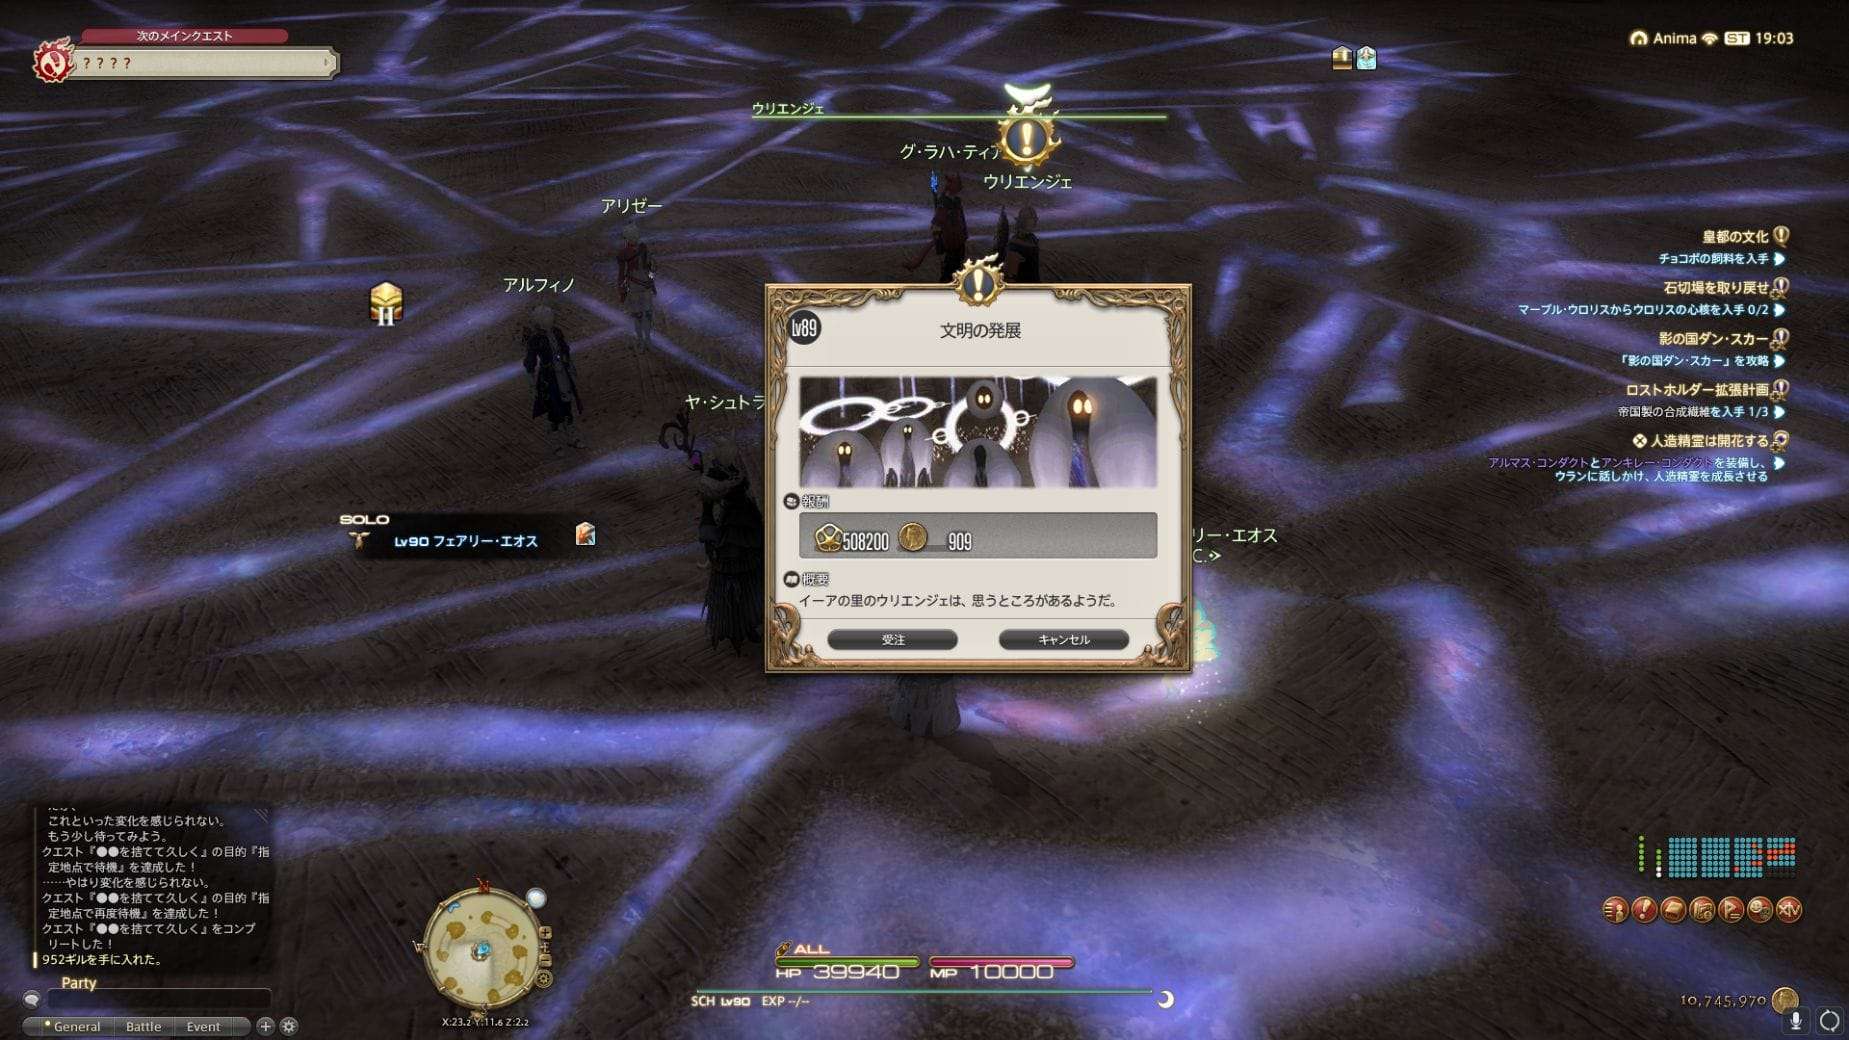 次のメインクエスト
????
Anima ST 19:03
ウリエンジェ
グ・ラハ・ティア
ウリエンジェ
アリゼー
アルフィノ
ヤ・シュトラ
H
皇都の文化
チョコボの飼料を入手
石切場を取り戻せ
マーブル・ウロリスからウロリスの心核を入手 0/2
影の国ダン・スカー
「影の国ダン・スカー」を攻略
ロストホルダー拡張計画
帝国製の合成繊維を入手 1/3
人造精霊は開花する
アルマス・コンダクトとアンキレー・コンダクトを装備し、
ウランに話しかけ、人造精霊を成長させる
Lv89
文明の発展
報酬
508200 909
概要
イーアの里のウリエンジェは、思うところがあるようだ。
受注 キャンセル
SOLO
Lv90 フェアリー・エオス
リー・エオス
C.
これといった変化を感じられない。
もう少し待ってみよう。
クエスト『●●を捨てて久しく』の目的『指
定地点で待機』を達成した！
……やはり変化を感じられない。
クエスト『●●を捨てて久しく』の目的『指
定地点で再度待機』を達成した！
クエスト『●●を捨てて久しく』をコンプ
リートした！
952ギルを手に入れた。
Party
General Battle Event
N
W
X:23.2 Y:11.6 Z:2.2
ALL
HP 39940 MP 10000
SCH Lv90 EXP --/--
XIV
10,745,970